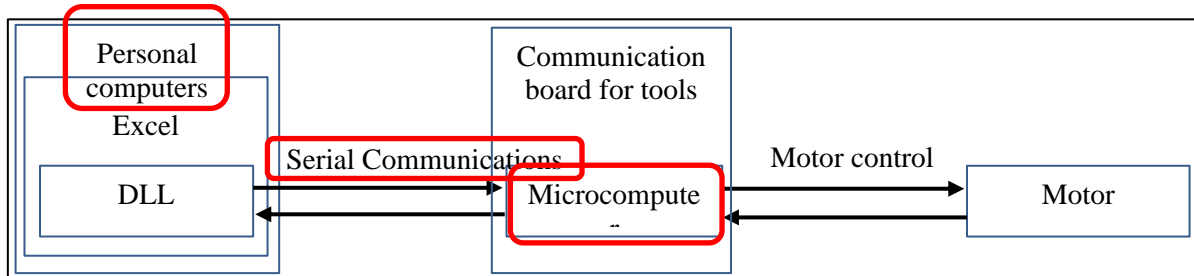 Personal
computers
Excel
DLL
Serial Communications
Communication
board for tools
Microcompute
r
Motor control
Motor